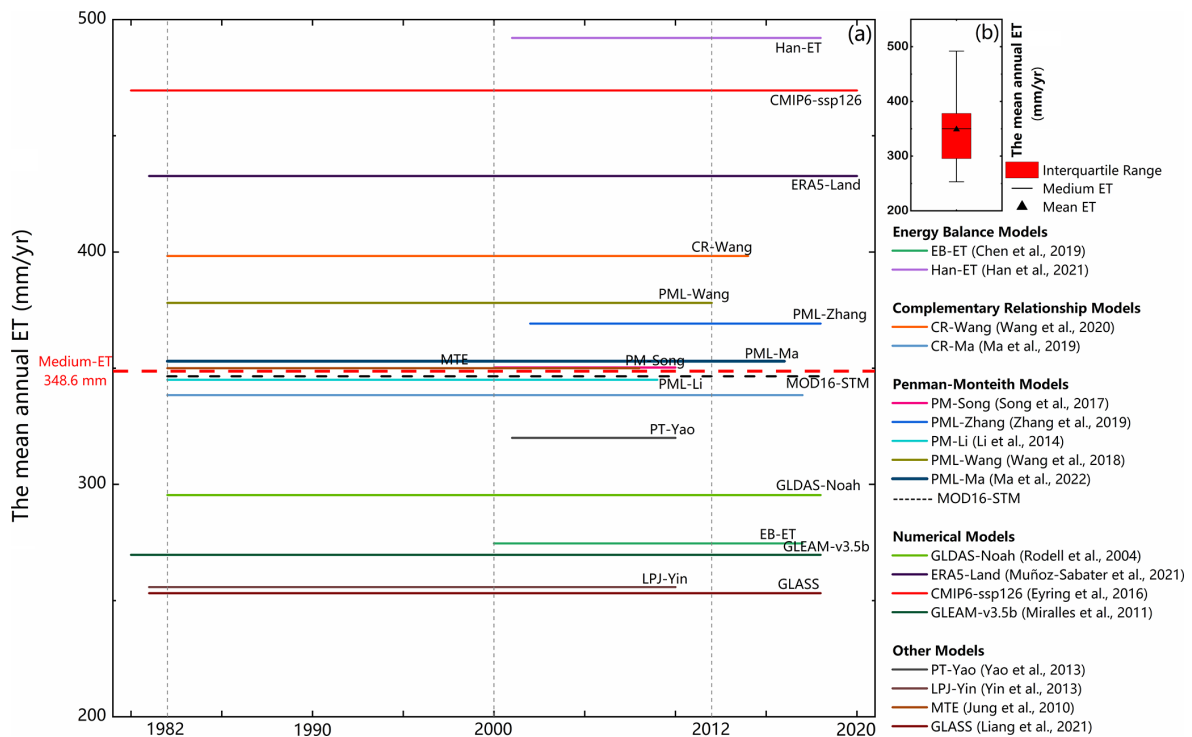 500
400
300
200
The mean annual ET (mm/yr)
Medium-ET
348.6 mm
(a)
Han-ET
CMIP6-ssp126
ERA5-Land
CR-Wang
PML-Wang
PML-Zhang
PML-Ma
MTE
PM-Song
MOD16-STM
PML-Li
PT-Yao
GLDAS-Noah
EB-ET
GLEAM-v3.5b
LPJ-Yin
GLASS
1982
1990
2000
2012
2020
(b)
500
400
300
200
The mean annual ET
(mm/yr)
Interquartile Range
Medium ET
Mean ET
Energy Balance Models
EB-ET (Chen et al., 2019)
Han-ET (Han et al., 2021)
Complementary Relationship Models
CR-Wang (Wang et al., 2020)
CR-Ma (Ma et al., 2019)
Penman-Monteith Models
PM-Song (Song et al., 2017)
PML-Zhang (Zhang et al., 2019)
PM-Li (Li et al., 2014)
PML-Wang (Wang et al., 2018)
PML-Ma (Ma et al., 2022)
MOD16-STM
Numerical Models
GLDAS-Noah (Rodell et al., 2004)
ERA5-Land (Muñoz-Sabater et al., 2021)
CMIP6-ssp126 (Eyring et al., 2016)
GLEAM-v3.5b (Miralles et al., 2011)
Other Models
PT-Yao (Yao et al., 2013)
LPJ-Yin (Yin et al., 2013)
MTE (Jung et al., 2010)
GLASS (Liang et al., 2021)